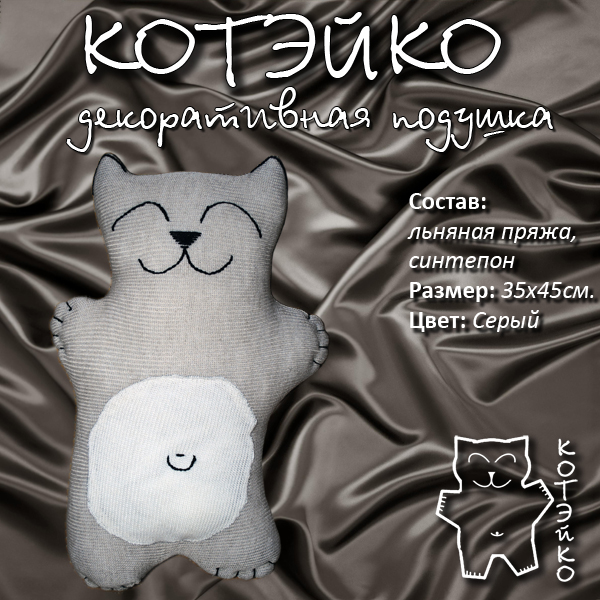 КОТЭЙКО
декоративная подушка
Состав:
льняная пряжа,
синтепон
Размер: 35х45см.
Цвет: Серый
КОТЭЙКО